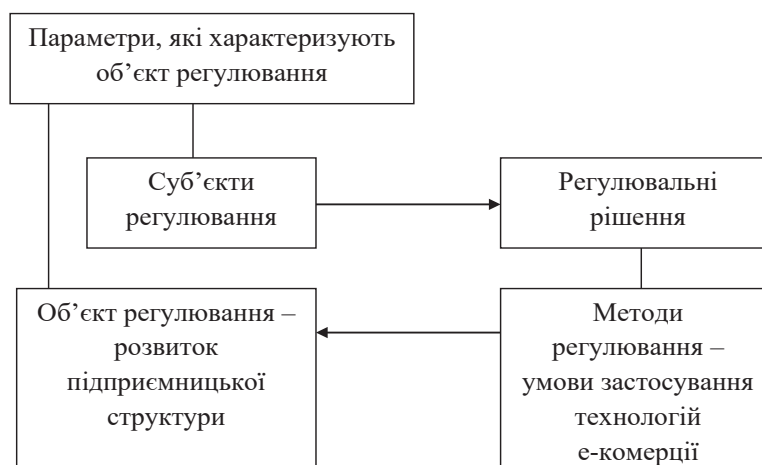 Параметри, які характеризують
об’єкт регулювання
Суб’єкти
регулювання
Регулювальні
рішення
Об’єкт регулювання –
розвиток
підприємницької
структури
Методи
регулювання –
умови застосування
технологій
е-комерції